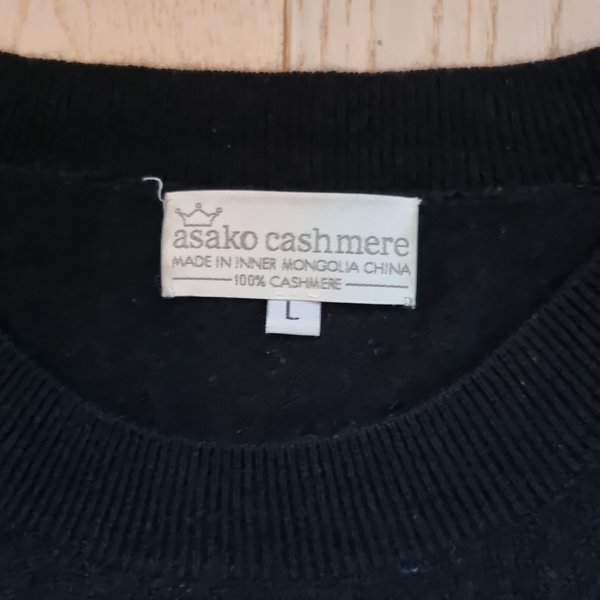 asako cashmere
MADE IN INNER MONGOLIA CHINA
100% CASHMERE
L